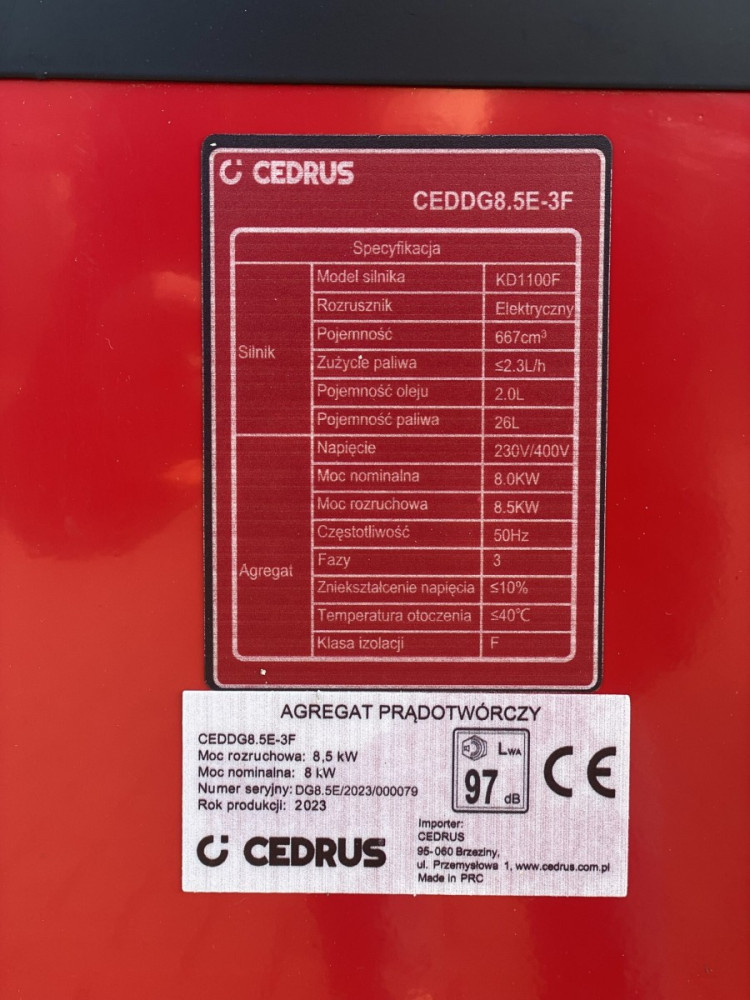 CEDRUS
CEDDG8.5E-3F
Specyfikacja
Silnik
Model silnika KD1100F
Rozrusznik Elektryczny
Pojemność 667cm³
Zużycie paliwa ≤2.3L/h
Pojemność oleju 2.0L
Pojemność paliwa 26L
Agregat
Napięcie 230V/400V
Moc nominalna 8.0KW
Moc rozruchowa 8.5KW
Częstotliwość 50Hz
Fazy 3
Zniekształcenie napięcia ≤10%
Temperatura otoczenia ≤40℃
Klasa izolacji F
AGREGAT PRĄDOTWÓRCZY
CEDDG8.5E-3F
Moc rozruchowa: 8,5 kW
Moc nominalna: 8 kW
Numer seryjny: DG8.5E/2023/000079
Rok produkcji: 2023
LWA
97 dB
CE
CEDRUS
Importer:
CEDRUS
95-060 Brzeziny,
ul. Przemysłowa 1, www.cedrus.com.pl
Made in PRC